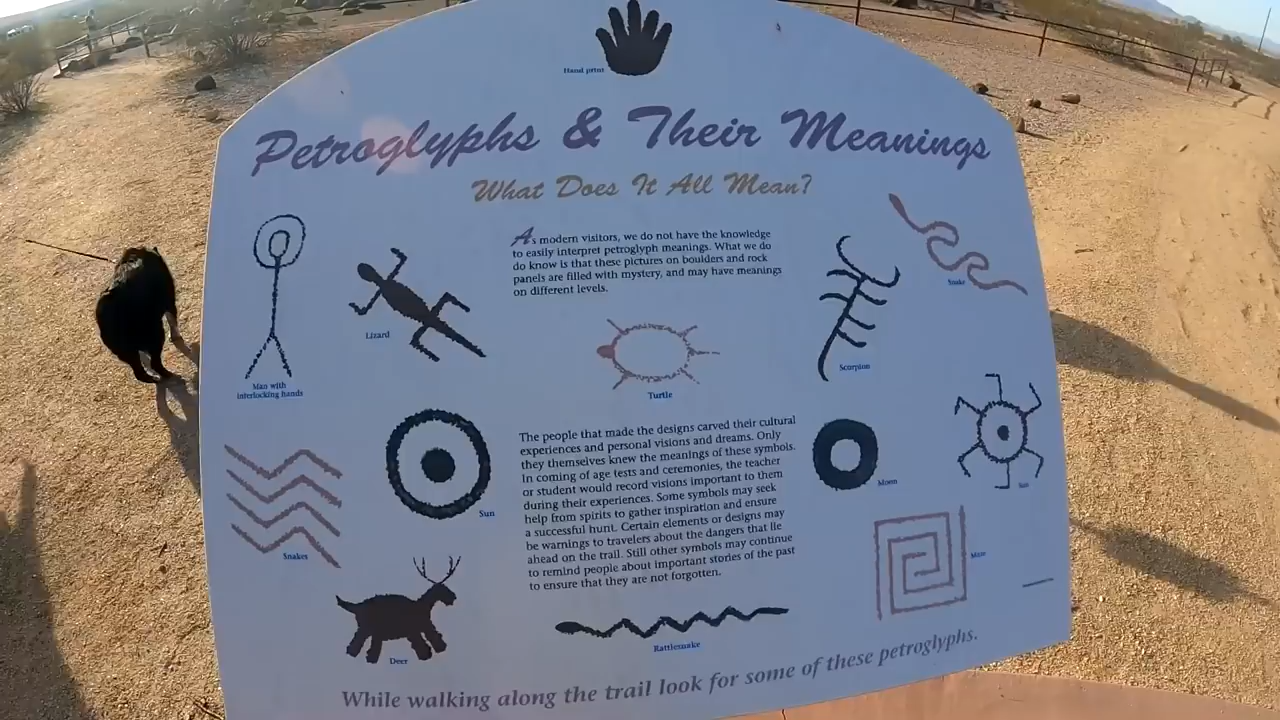 Hand print
Petroglyphs & Their Meanings
What Does It All Mean?
As modern visitors, we do not have the knowledge
to easily interpret petroglyph meanings. What we do
do know is that these pictures on boulders and rock
panels are filled with mystery, and may have meanings
on different levels.
Snake
Lizard
Scorpion
Man with
interlocking hands
Turtle
The people that made the designs carved their cultural
experiences and personal visions and dreams. Only
they themselves knew the meanings of these symbols.
In coming of age tests and ceremonies, the teacher
or student would record visions important to them
during their experiences. Some symbols may seek
help from spirits to gather inspiration and ensure
a successful hunt. Certain elements or designs may
be warnings to travelers about the dangers that lie
ahead on the trail. Still other symbols may continue
to remind people about important stories of the past
to ensure that they are not forgotten.
Moon
Sun
Sun
Snakes
Maze
Deer
Rattlesnake
While walking along the trail look for some of these petroglyphs.